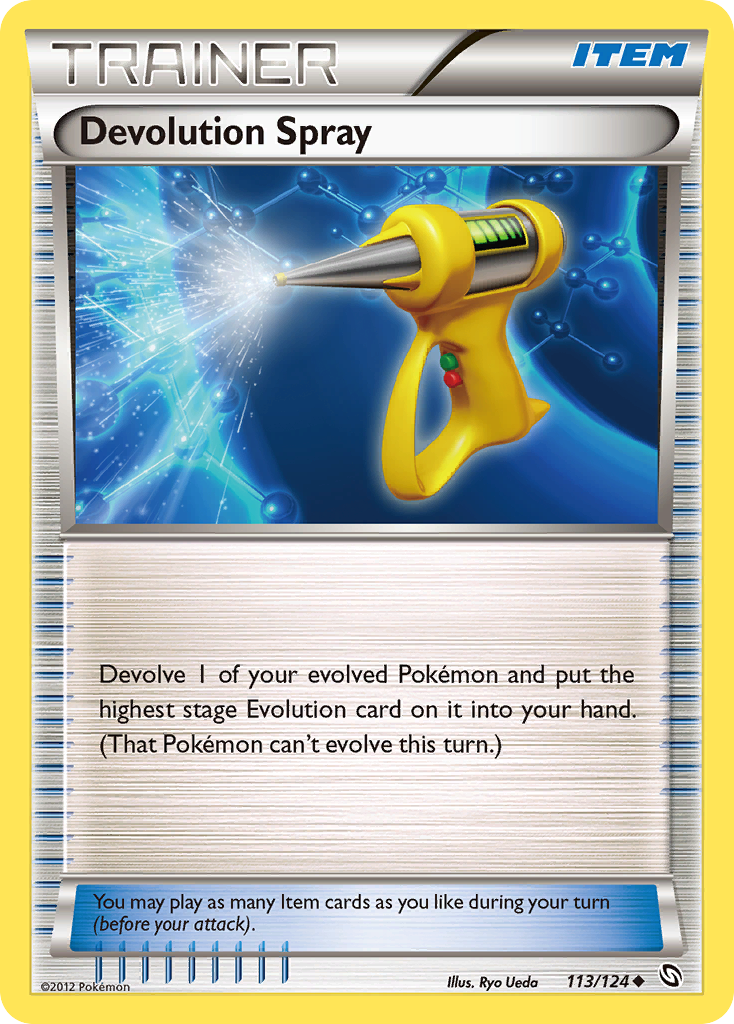 TRAINER
ITEM
Devolution Spray
Devolve 1 of your evolved Pokémon and put the
highest stage Evolution card on it into your hand.
(That Pokémon can't evolve this turn.)
You may play as many Item cards as you like during your turn
(before your attack).
©2012 Pokémon
Illus. Ryo Ueda
113/124